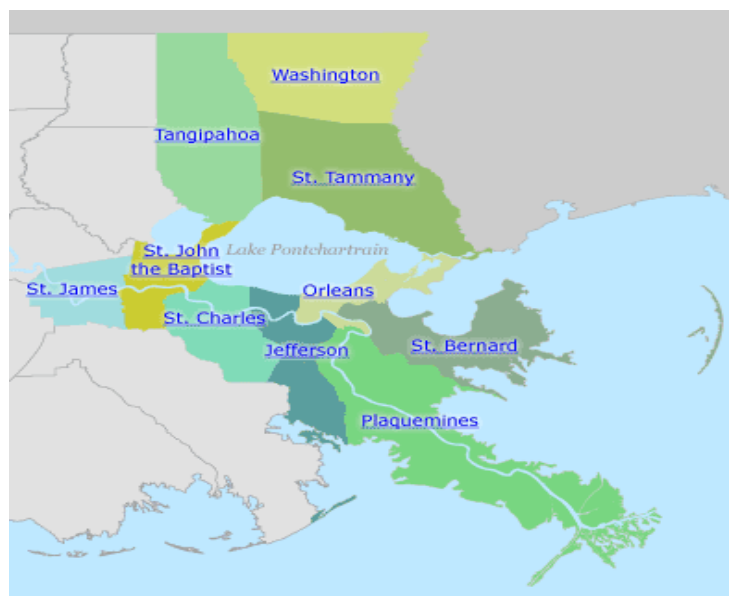 Washington
Tangipahoa
St. Tammany
Lake Pontchartrain
St. John
the Baptist
St. James
Orleans
St. Charles
Jefferson
St. Bernard
Plaquemines